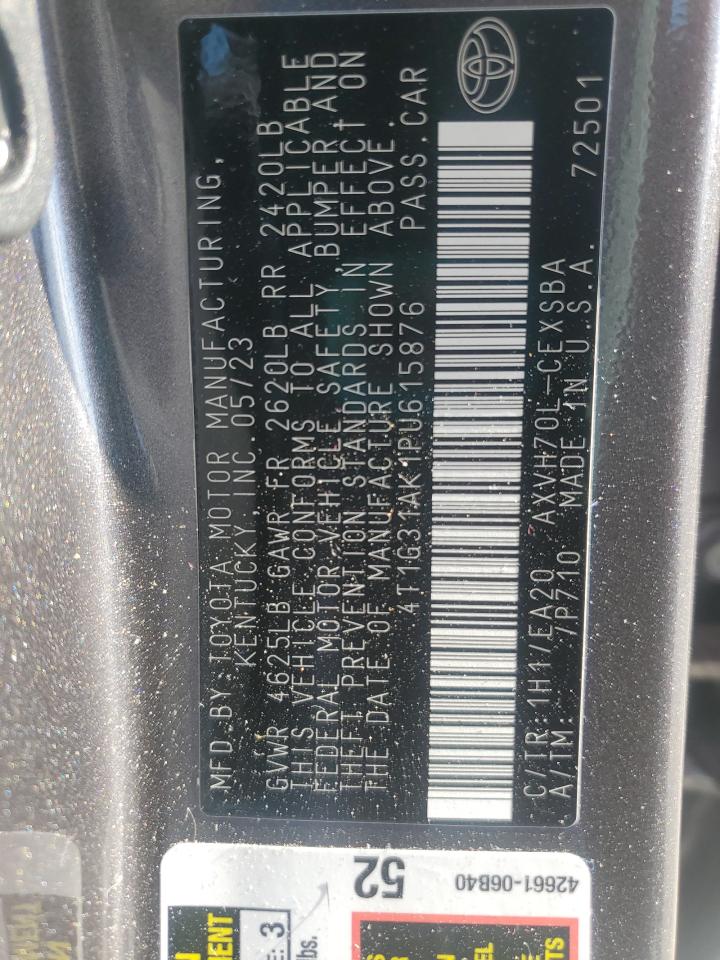 MFD.BY TOYOTA MOTOR MANUFACTURING,
KENTUCKY INC.05/23
GVWR 4625LB GAWR FR 2620LB RR 2420LB
THIS VEHICLE CONFORMS TO ALL APPLICABLE
FEDERAL MOTOR VEHICLE SAFETY, BUMPER, AND
THEFT PREVENTION STANDARDS IN EFFECT ON
THE DATE OF MANUFACTURE SHOWN ABOVE.
4T1G31AK1PU615876 PASS.CAR
C/TR:1H1/EA20 AXVH70L-CEXSBA
A/TM: /P710 MADE IN U.S.A. 72501
52
42661-06B40
3
lbs.